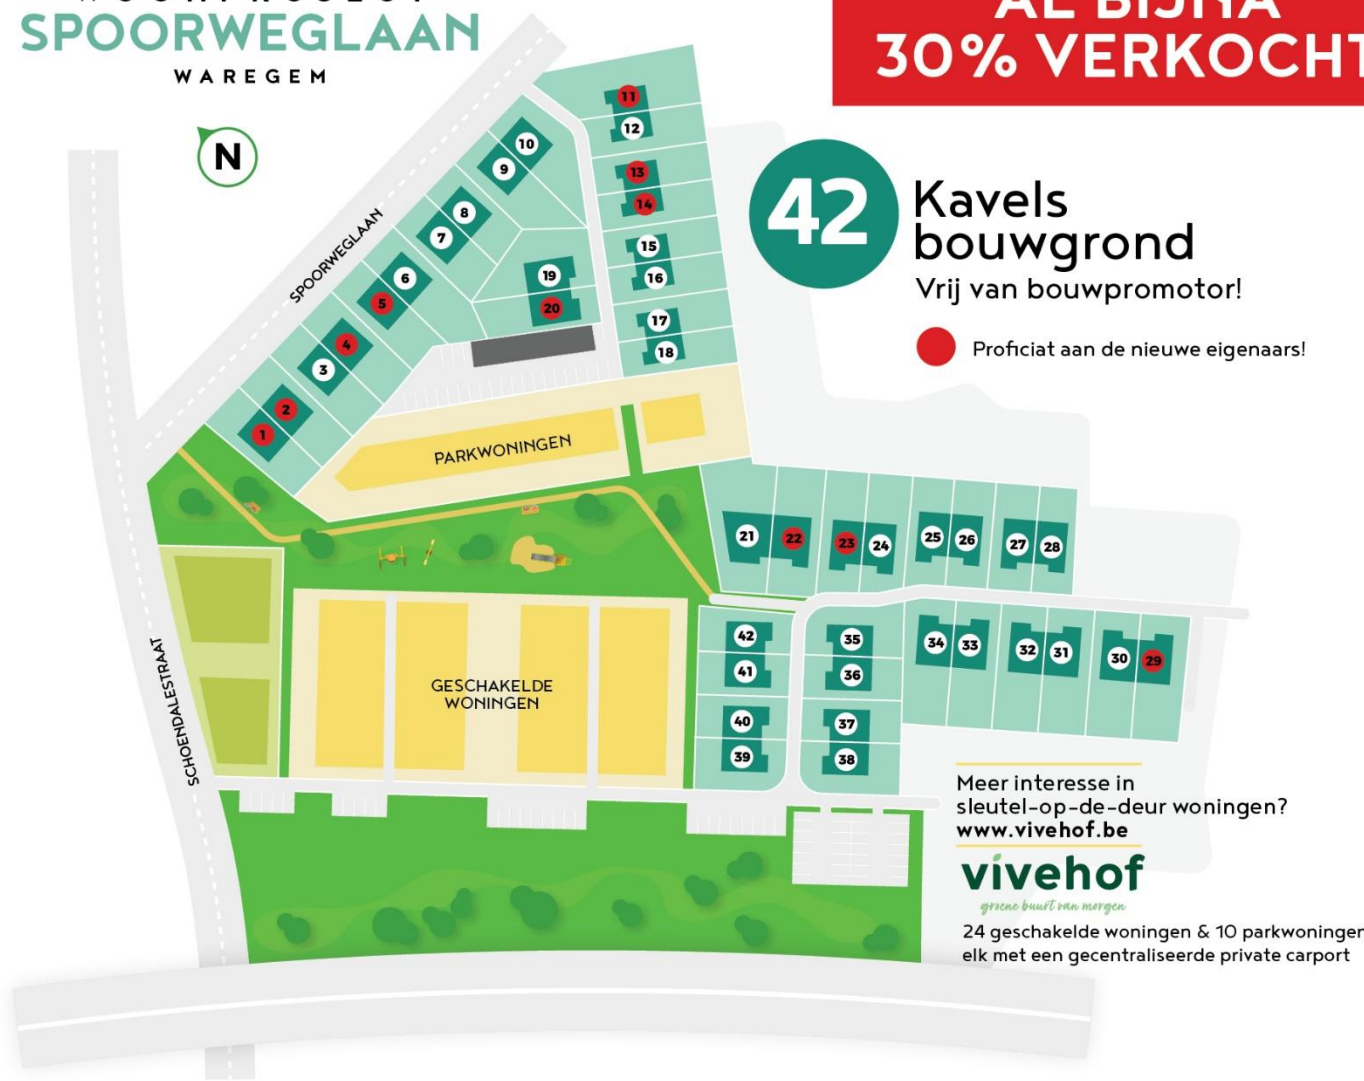 SPOORWEGLAAN
WAREGEM
N
AL BIJNA
30% VERKOCHT
42
Kavels
bouwgrond
Vrij van bouwpromotor!
Proficiat aan de nieuwe eigenaars!
SPOORWEGLAAN
1
2
3
4
5
6
7
8
9
10
11
12
13
14
15
16
17
18
19
20
PARKWONINGEN
21
22
23
24
25
26
27
28
34
33
32
31
30
29
42
41
40
39
35
36
37
38
GESCHAKELDE
WONINGEN
SCHOENDALESTRAAT
Meer interesse in
sleutel-op-de-deur woningen?
www.vivehof.be
vivehof
groene buurt van morgen
24 geschakelde woningen & 10 parkwoningen
elk met een gecentraliseerde private carport